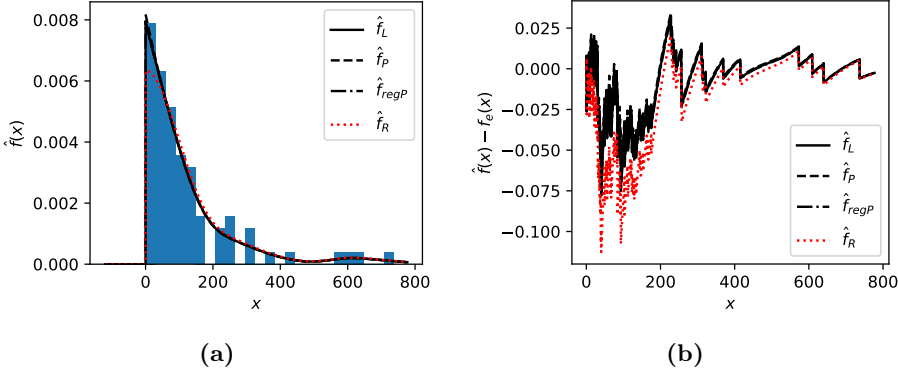 0.008
0.006
0.004
0.002
0.000
f̂(x)
0 200 400 600 800
x
f̂_L
f̂_P
f̂_{regP}
f̂_R
(a)
0.025
0.000
−0.025
−0.050
−0.075
−0.100
f̂(x) − f_e(x)
0 200 400 600 800
x
f̂_L
f̂_P
f̂_{regP}
f̂_R
(b)